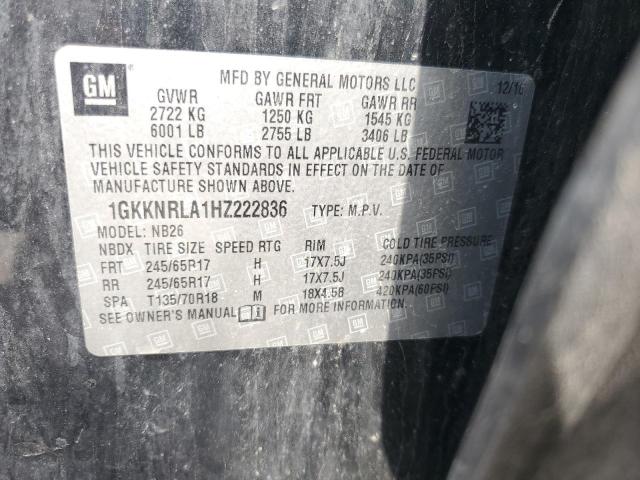 GM
MFD BY GENERAL MOTORS LLC 12/16
GVWR GAWR FRT GAWR RR
2722 KG 1250 KG 1545 KG
6001 LB 2755 LB 3406 LB
THIS VEHICLE CONFORMS TO ALL APPLICABLE U.S. FEDERAL MOTOR
VEHICLE SAFETY STANDARDS IN EFFECT ON THE DATE OF
MANUFACTURE SHOWN ABOVE.
1GKKNRLA1HZ222836 TYPE: M.P.V.
MODEL: NB26
NBDX TIRE SIZE SPEED RTG RIM COLD TIRE PRESSURE
FRT 245/65R17 H 17X7.5J 240KPA(35PSI)
RR 245/65R17 H 17X7.5J 240KPA(35PSI)
SPA T135/70R18 M 18X4.5B 420KPA(60PSI)
SEE OWNER'S MANUAL FOR MORE INFORMATION.